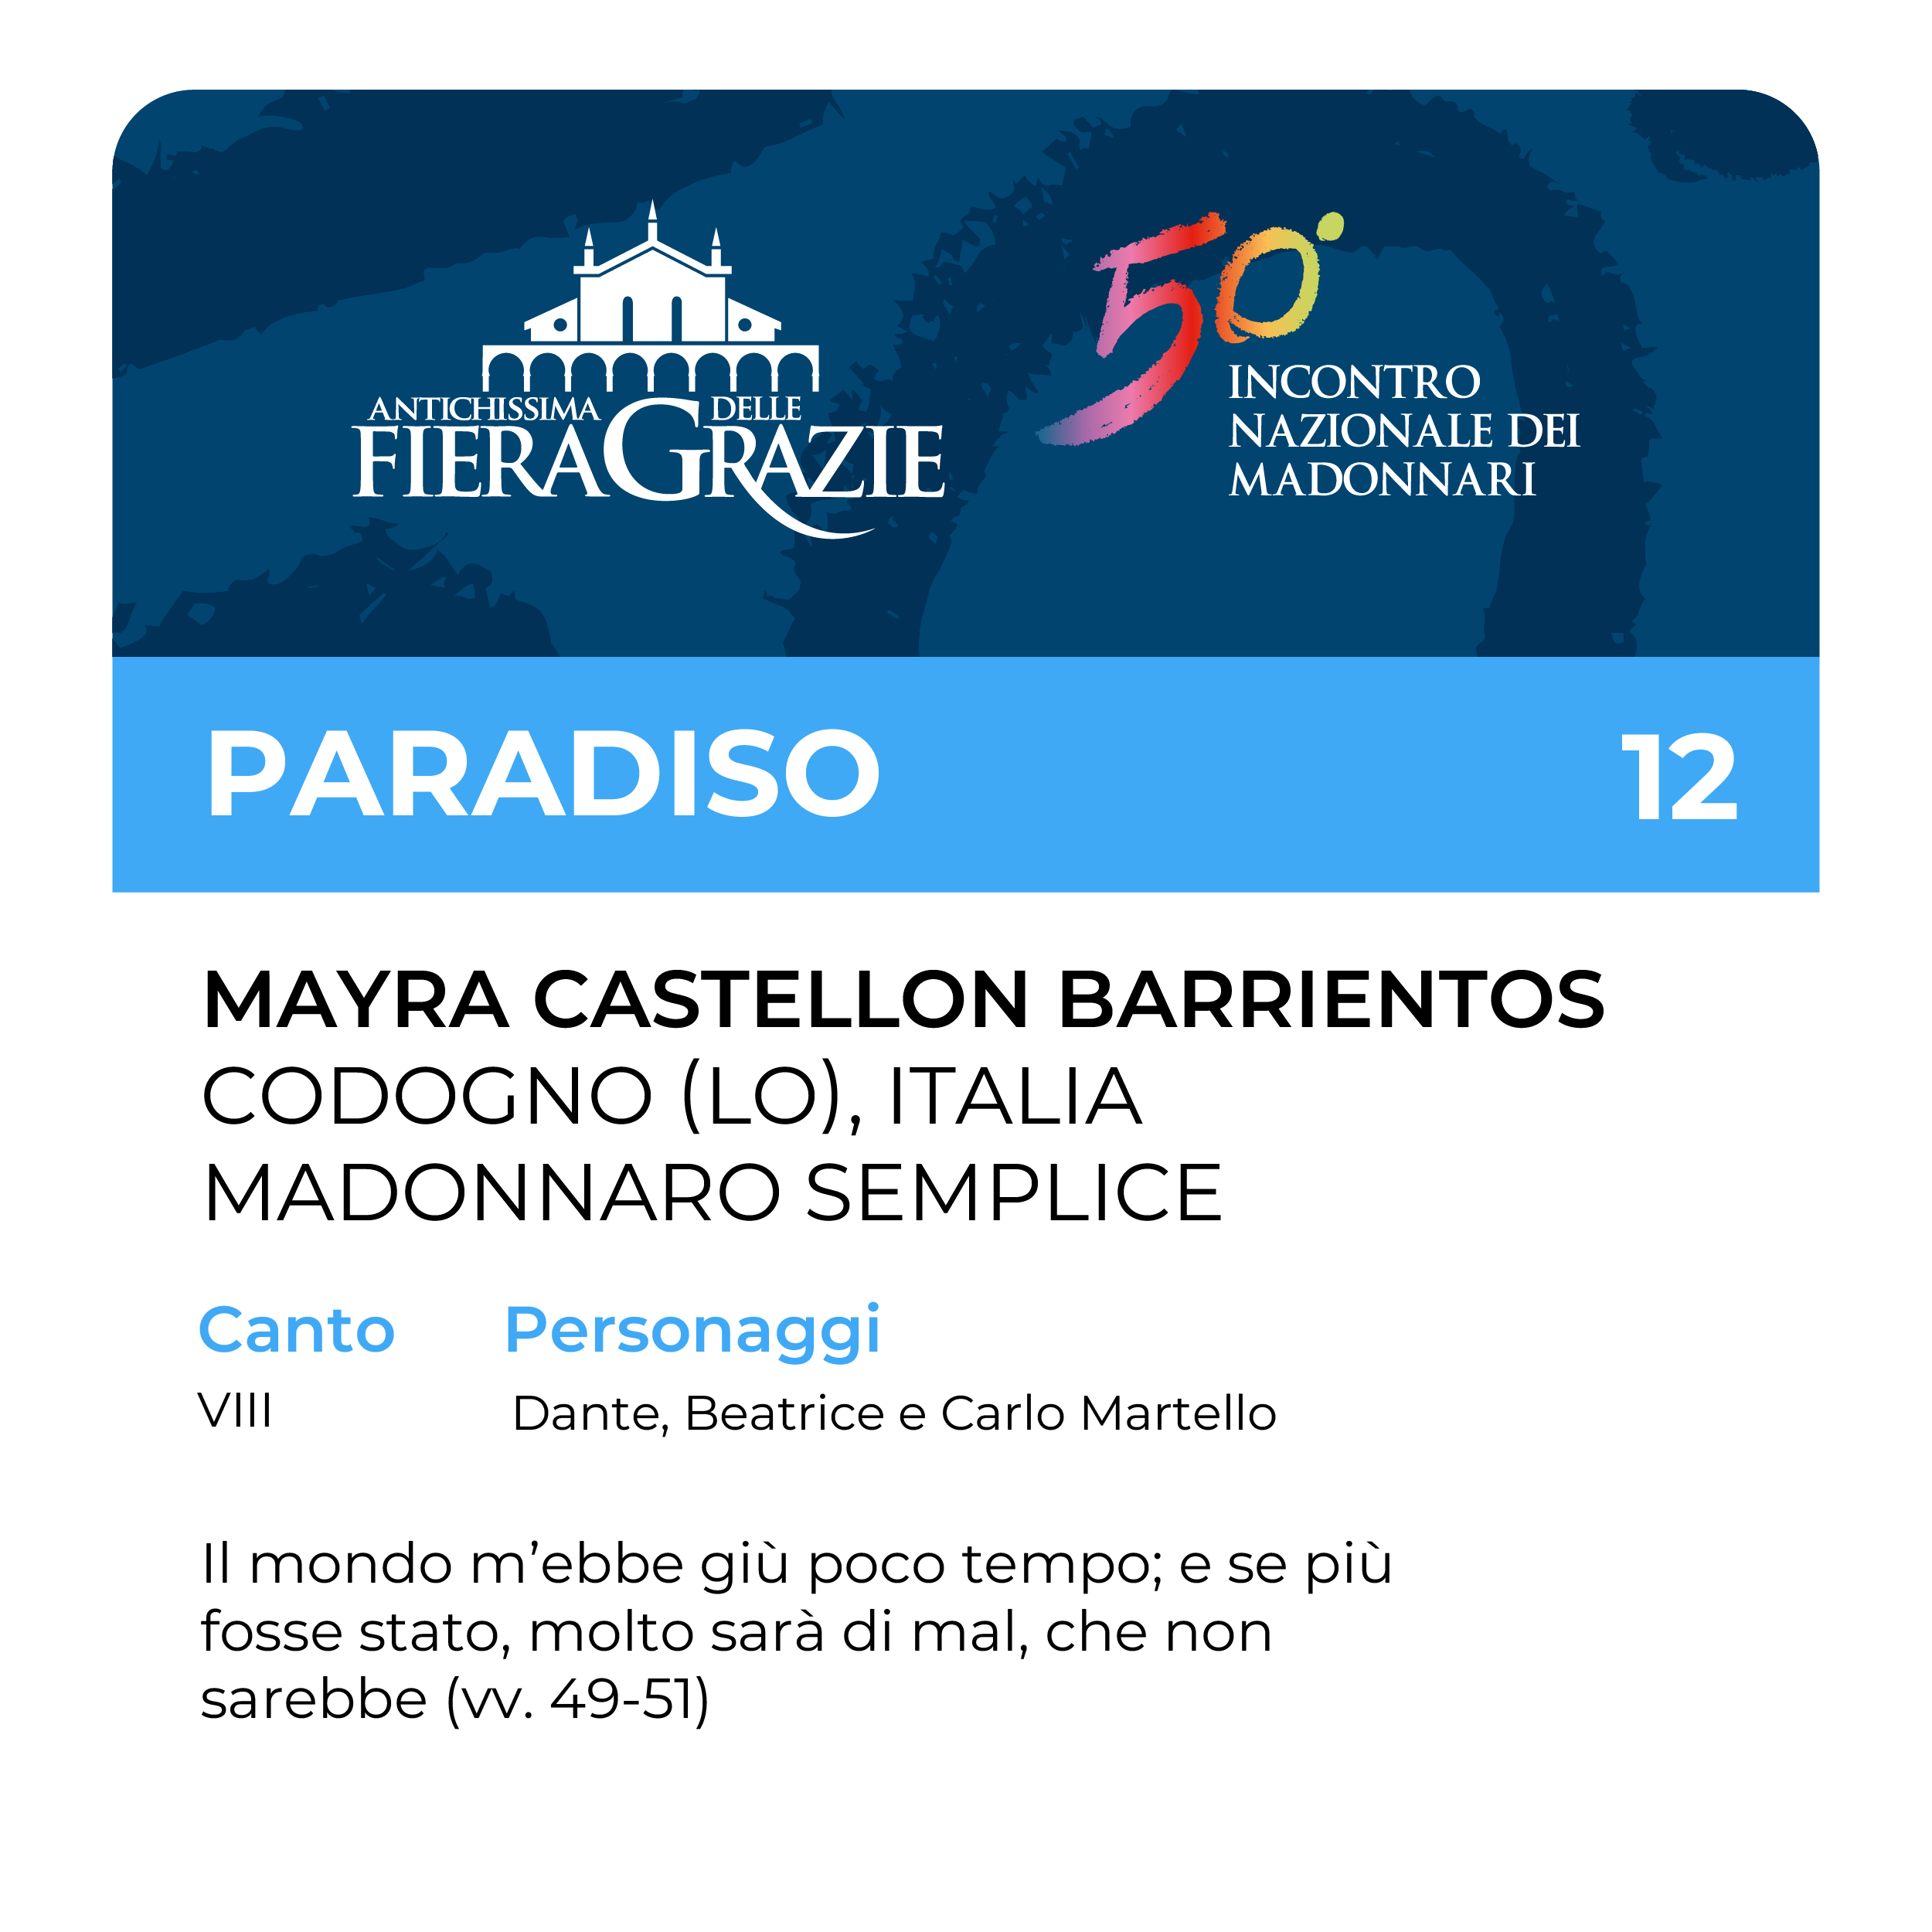 ANTICHISSIMA DELLE
FIERAGRAZIE
50°
INCONTRO
NAZIONALE DEI
MADONNARI
PARADISO 12
MAYRA CASTELLON BARRIENTOS
CODOGNO (LO), ITALIA
MADONNARO SEMPLICE
Canto Personaggi
VIII Dante, Beatrice e Carlo Martello
Il mondo m’ebbe giù poco tempo; e se più
fosse stato, molto sarà di mal, che non
sarebbe (vv. 49-51)